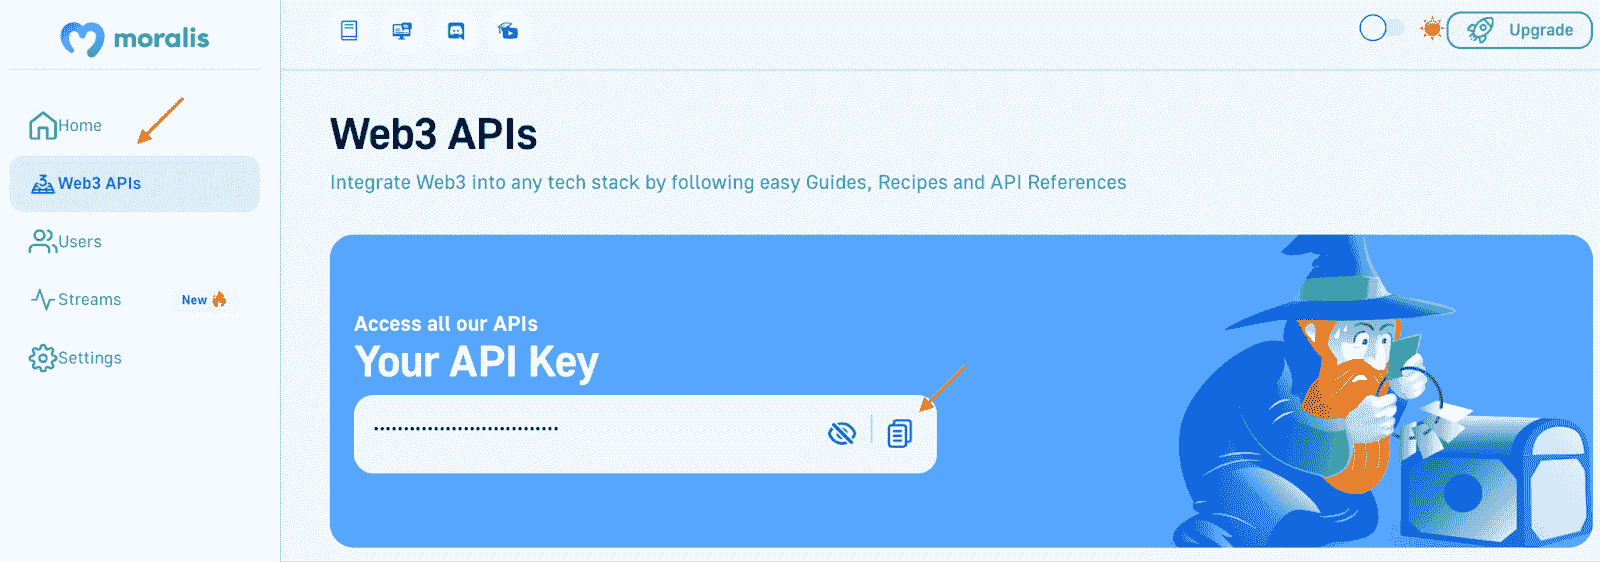 moralis
Upgrade
Home
Web3 APIs
Users
Streams New
Settings
Web3 APIs
Integrate Web3 into any tech stack by following easy Guides, Recipes and API References
Access all our APIs
Your API Key